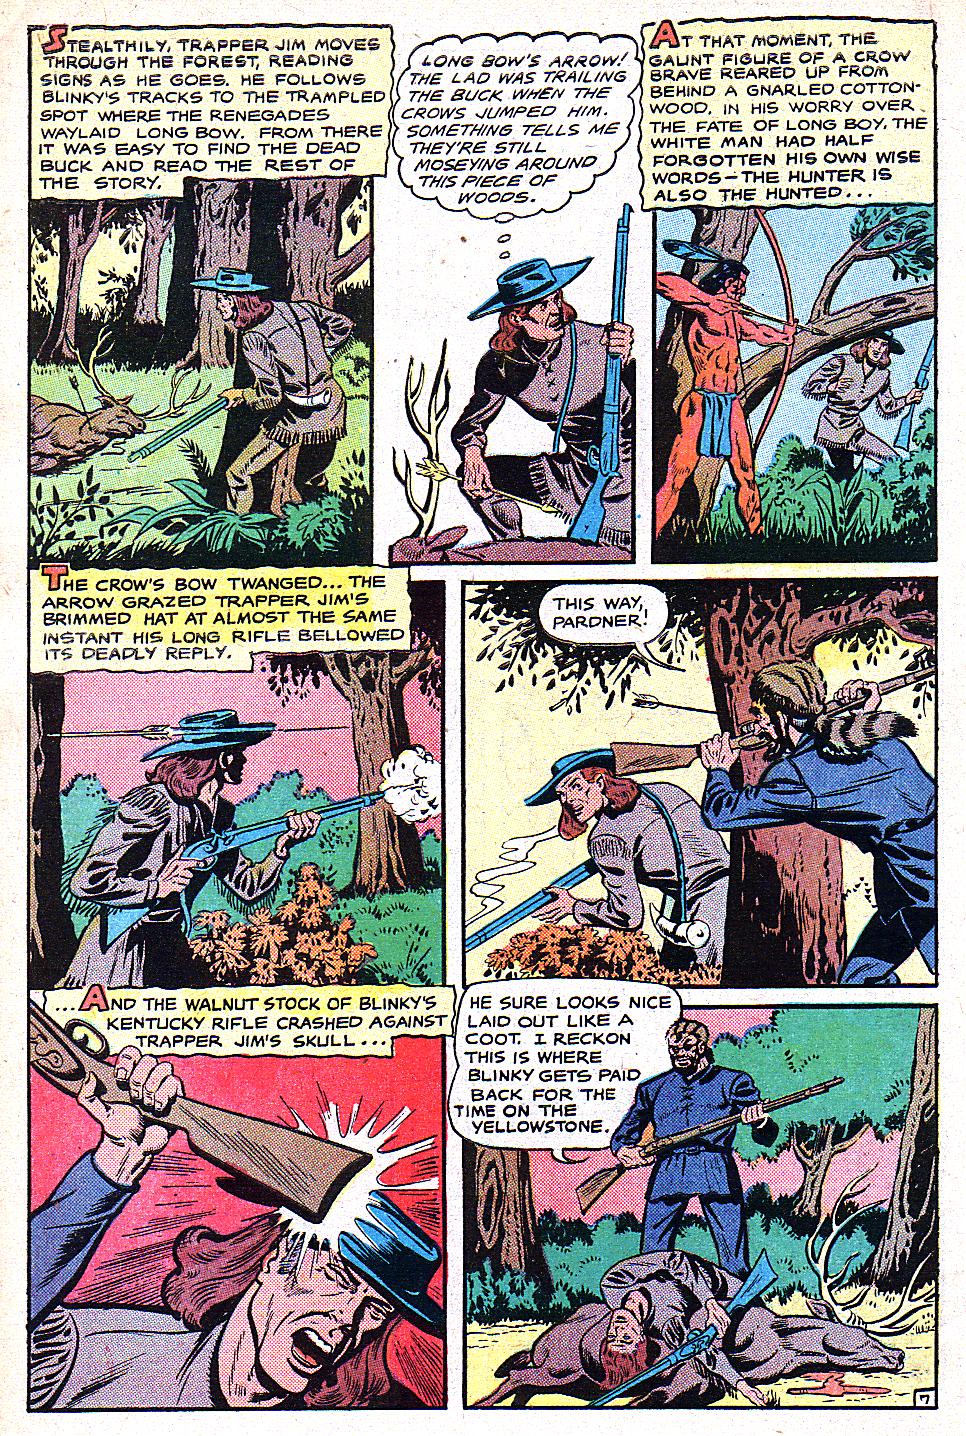 STEALTHILY, TRAPPER JIM MOVES
THROUGH THE FOREST, READING
SIGNS AS HE GOES. HE FOLLOWS
BLINKY'S TRACKS TO THE TRAMPLED
SPOT WHERE THE RENEGADES
WAYLAID LONG BOW. FROM THERE
IT WAS EASY TO FIND THE DEAD
BUCK AND READ THE REST OF
THE STORY.
LONG BOW'S ARROW!
THE LAD WAS TRAILING
THE BUCK WHEN THE
CROWS JUMPED HIM.
SOMETHING TELLS ME
THEY'RE STILL
MOSEYING AROUND
THIS PIECE OF
WOODS.
AT THAT MOMENT, THE
GAUNT FIGURE OF A CROW
BRAVE REARED UP FROM
BEHIND A GNARLED COTTON-
WOOD. IN HIS WORRY OVER
THE FATE OF LONG BOY, THE
WHITE MAN HAD HALF
FORGOTTEN HIS OWN WISE
WORDS—THE HUNTER IS
ALSO THE HUNTED...
THE CROW'S BOW TWANGED... THE
ARROW GRAZED TRAPPER JIM'S
BRIMMED HAT AT ALMOST THE SAME
INSTANT HIS LONG RIFLE BELLOWED
ITS DEADLY REPLY.
THIS WAY,
PARDNER!
...AND THE WALNUT STOCK OF BLINKY'S
KENTUCKY RIFLE CRASHED AGAINST
TRAPPER JIM'S SKULL...
HE SURE LOOKS NICE
LAID OUT LIKE A
COOT. I RECKON
THIS IS WHERE
BLINKY GETS PAID
BACK FOR THE
TIME ON THE
YELLOWSTONE.
7